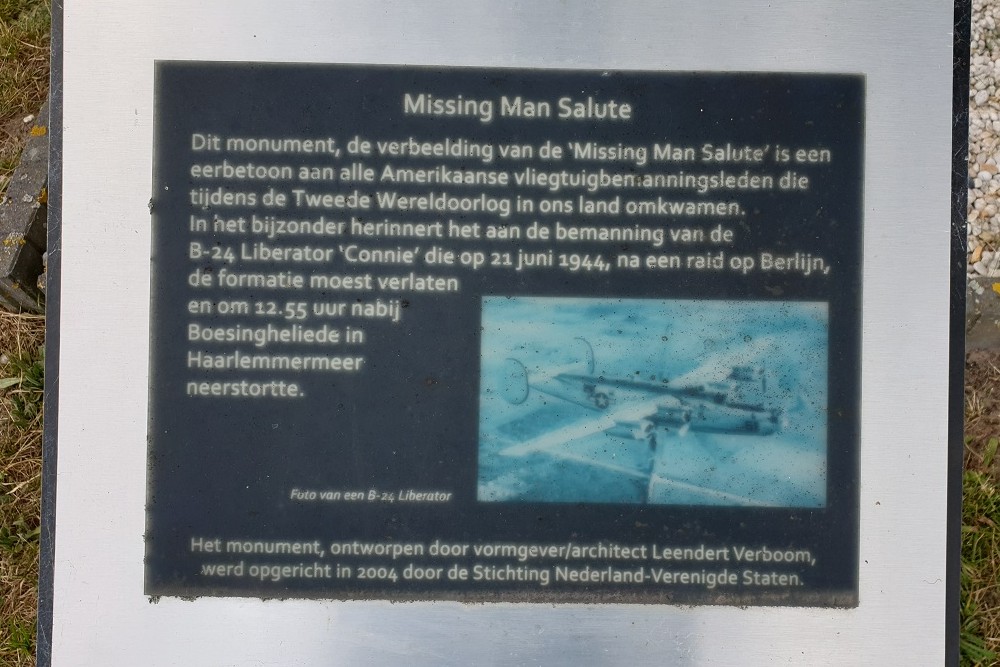 Missing Man Salute
Dit monument, de verbeelding van de 'Missing Man Salute' is een
eerbetoon aan alle Amerikaanse vliegtuigbemanningsleden die
tijdens de Tweede Wereldoorlog in ons land omkwamen.
In het bijzonder herinnert het aan de bemanning van de
B-24 Liberator 'Connie' die op 21 juni 1944, na een raid op Berlijn,
de formatie moest verlaten
en om 12.55 uur nabij
Boesingheliede in
Haarlemmermeer
neerstortte.
Futo van een B-24 Liberator
Het monument, ontworpen door vormgever/architect Leendert Verboom,
werd opgericht in 2004 door de Stichting Nederland-Verenigde Staten.